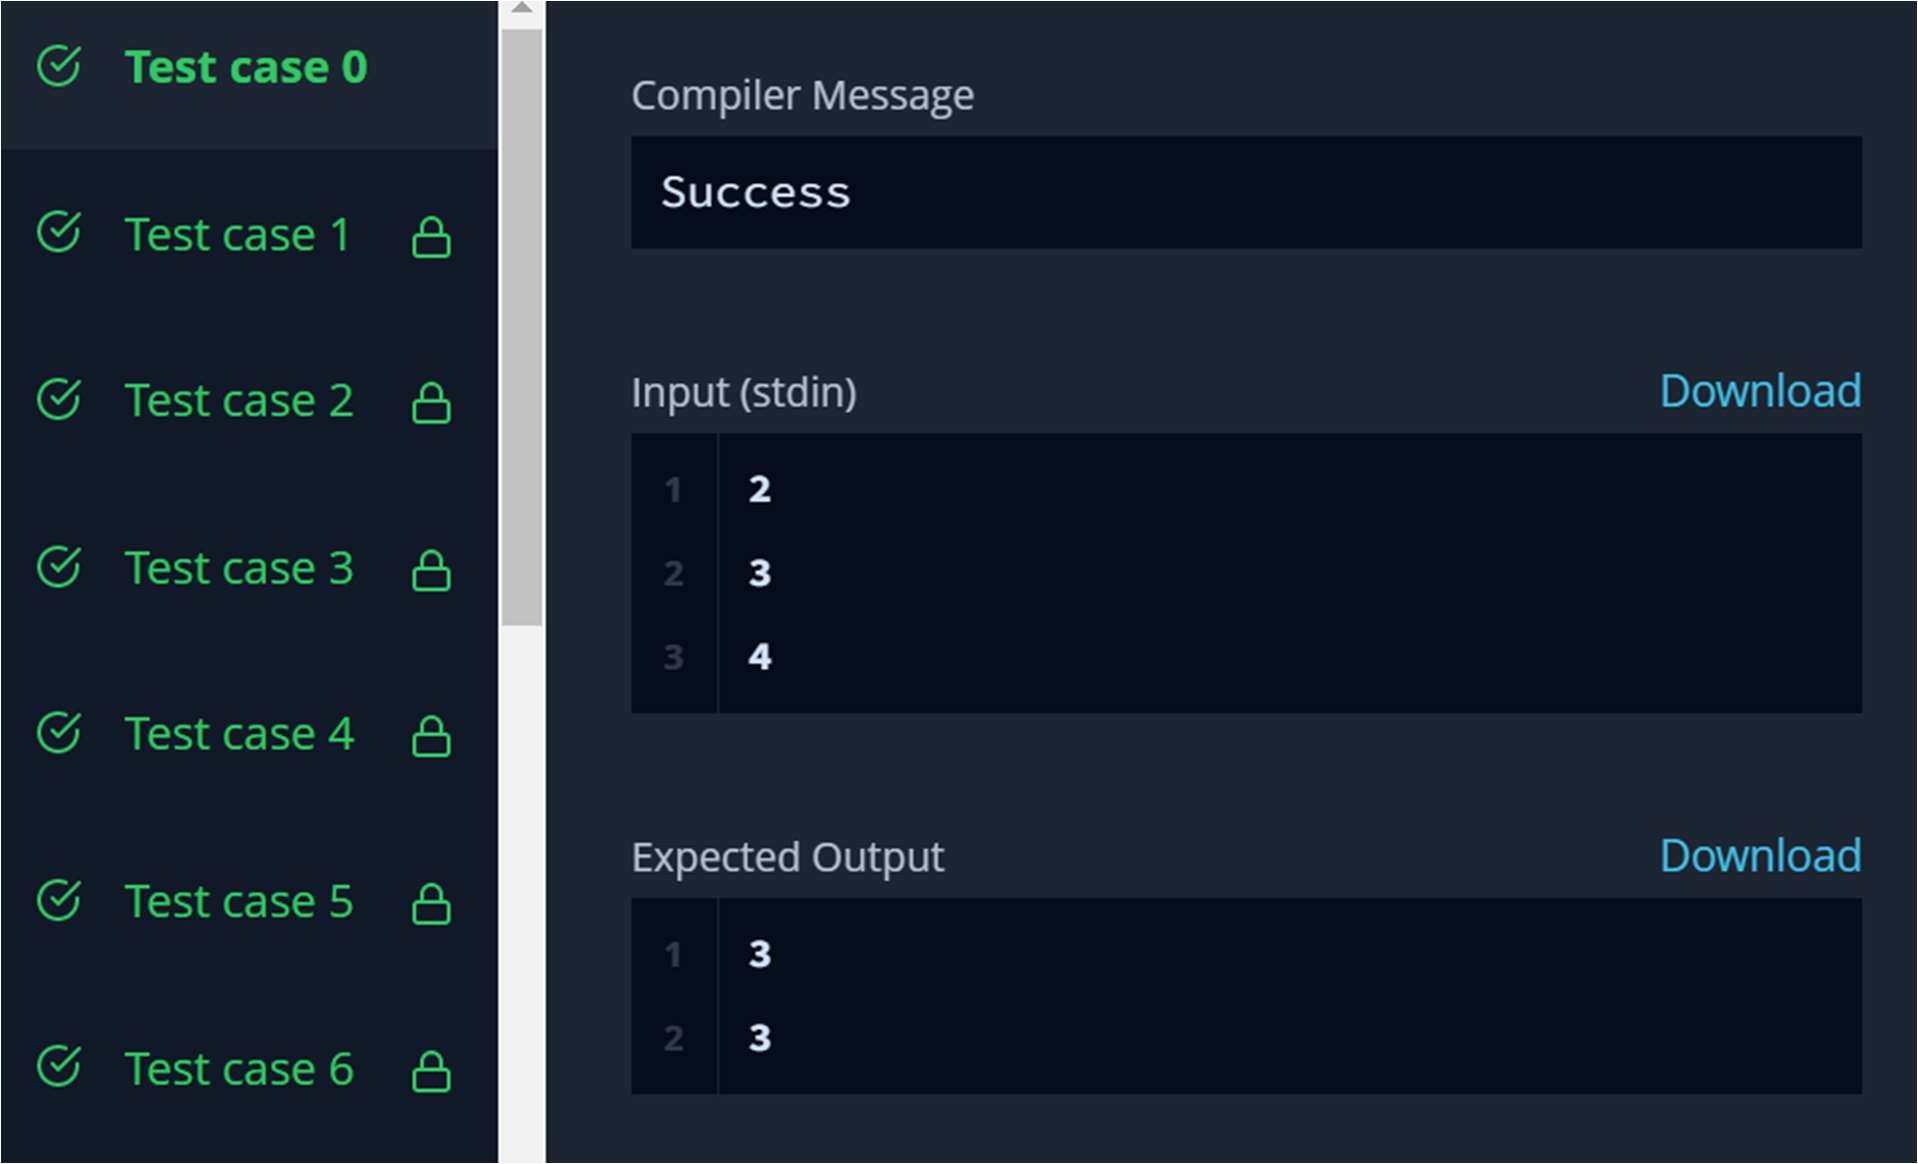 Test case 0
Test case 1
Test case 2
Test case 3
Test case 4
Test case 5
Test case 6
Compiler Message
Success
Input (stdin) Download
1 2
2 3
3 4
Expected Output Download
1 3
2 3